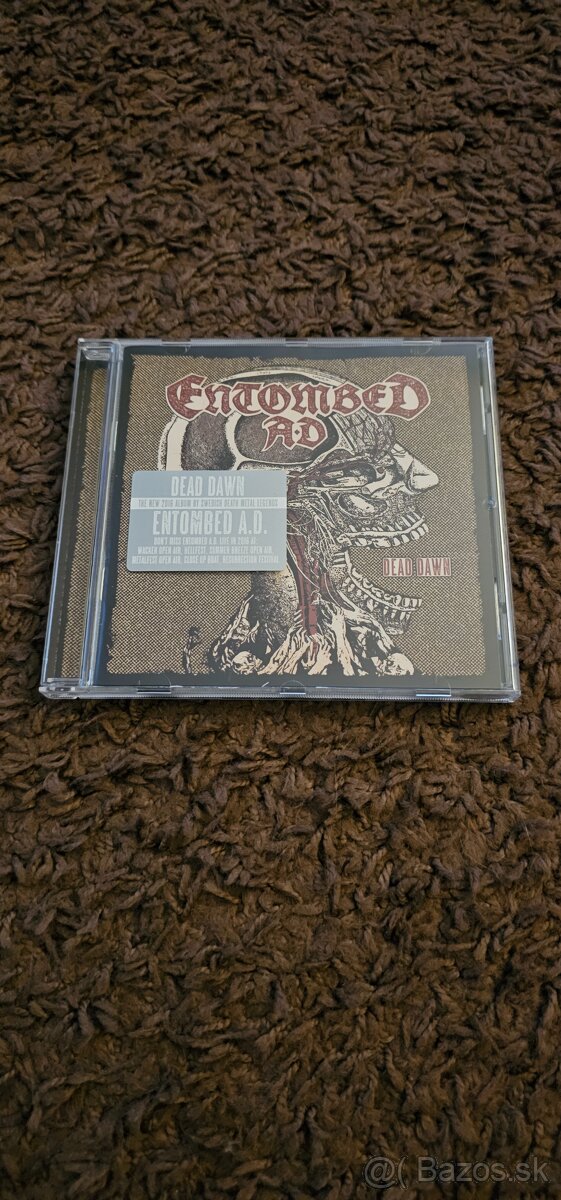 ENTOMBED
A.D
DEAD DAWN
THE NEW 2016 ALBUM BY SWEDISH DEATH METAL LEGENDS
ENTOMBED A.D.
DON'T MISS ENTOMBED A.D. LIVE IN 2016 AT:
WACKEN OPEN AIR, HELLFEST, SUMMER BREEZE OPEN AIR,
METALFEST OPEN AIR, CLOSE UP BOAT, RESURRECTION FESTIVAL
DEAD DAWN
@( Bazos.sk